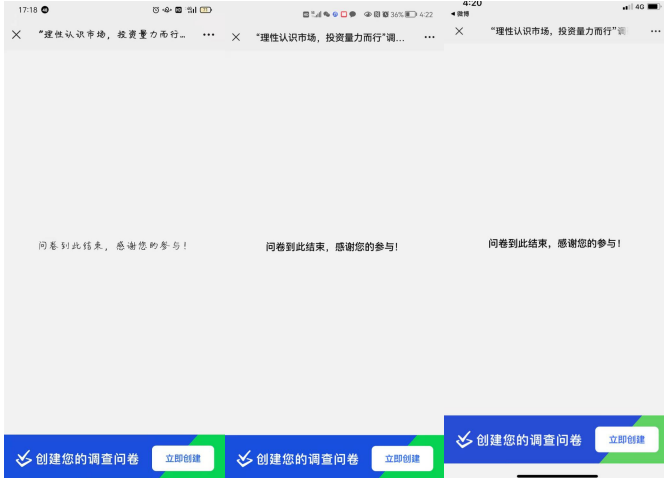 17:18
× "理性认识市场，投资量力而行... ...
问卷到此结束，感谢您的参与！
创建您的调查问卷 立即创建
36% 4:22
× "理性认识市场，投资量力而行"调... ...
问卷到此结束，感谢您的参与！
创建您的调查问卷 立即创建
4:20 4G
◀微博
× "理性认识市场，投资量力而行" ...
问卷到此结束，感谢您的参与！
创建您的调查问卷 立即创建